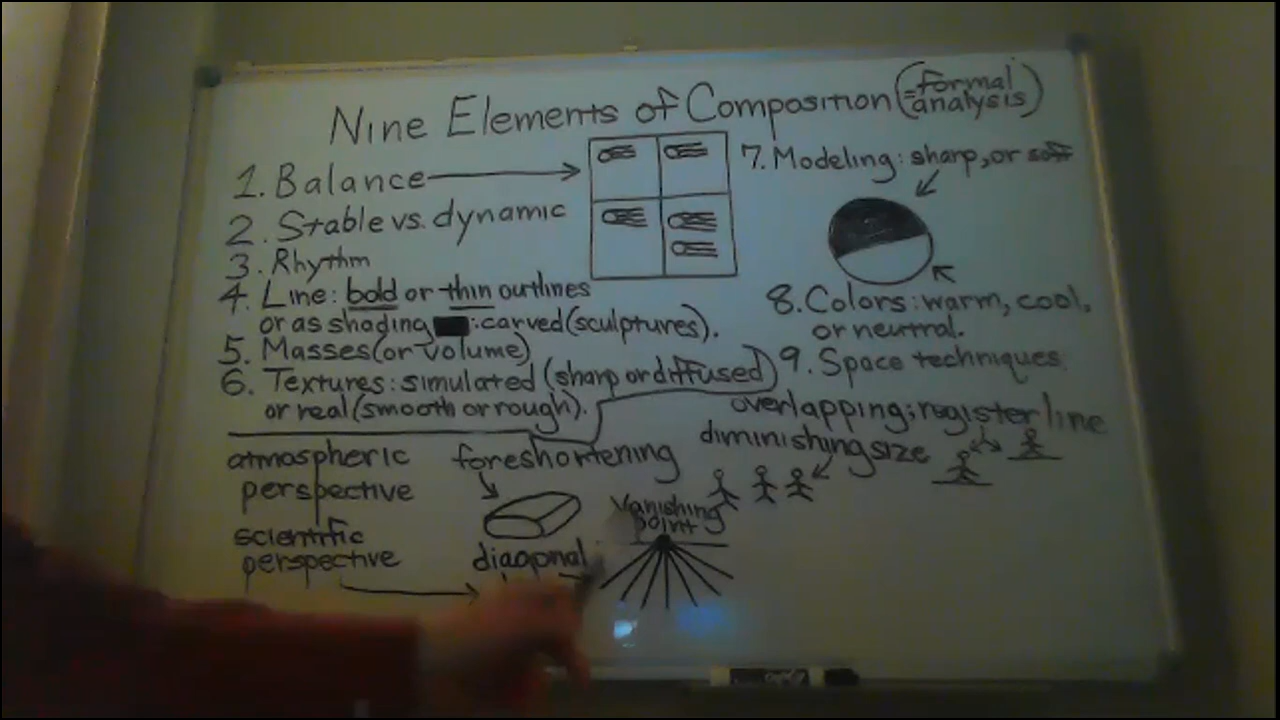 Nine Elements of Composition (=formal analysis)
1. Balance
2. Stable vs. dynamic
3. Rhythm
4. Line: bold or thin outlines
or as shading : carved (sculptures).
5. Masses (or volume)
6. Textures: simulated (sharp or diffused)
or real (smooth or rough).
7. Modeling: sharp, or soft
8. Colors: warm, cool,
or neutral.
9. Space techniques
overlapping; register line
diminishing size
atmospheric
perspective
foreshortening
scientific
perspective
diagonal
Vanishing
point